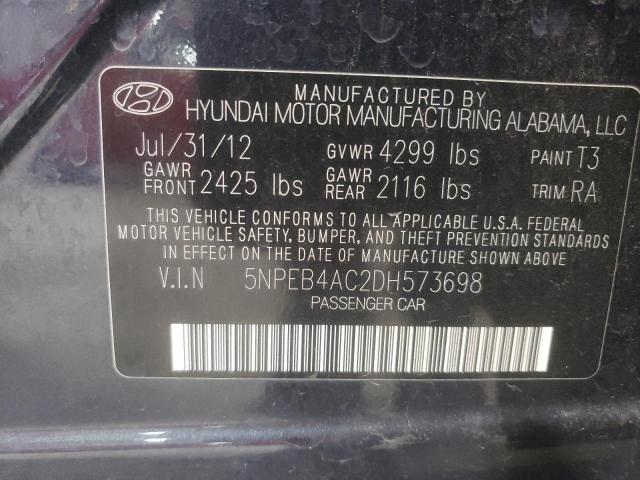 MANUFACTURED BY
HYUNDAI MOTOR MANUFACTURING ALABAMA, LLC
Jul/31/12 GVWR 4299 lbs PAINT T3
GAWR FRONT 2425 lbs GAWR REAR 2116 lbs TRIM RA
THIS VEHICLE CONFORMS TO ALL APPLICABLE U.S.A. FEDERAL
MOTOR VEHICLE SAFETY, BUMPER, AND THEFT PREVENTION STANDARDS
IN EFFECT ON THE DATE OF MANUFACTURE SHOWN ABOVE.
V.I.N 5NPEB4AC2DH573698
PASSENGER CAR